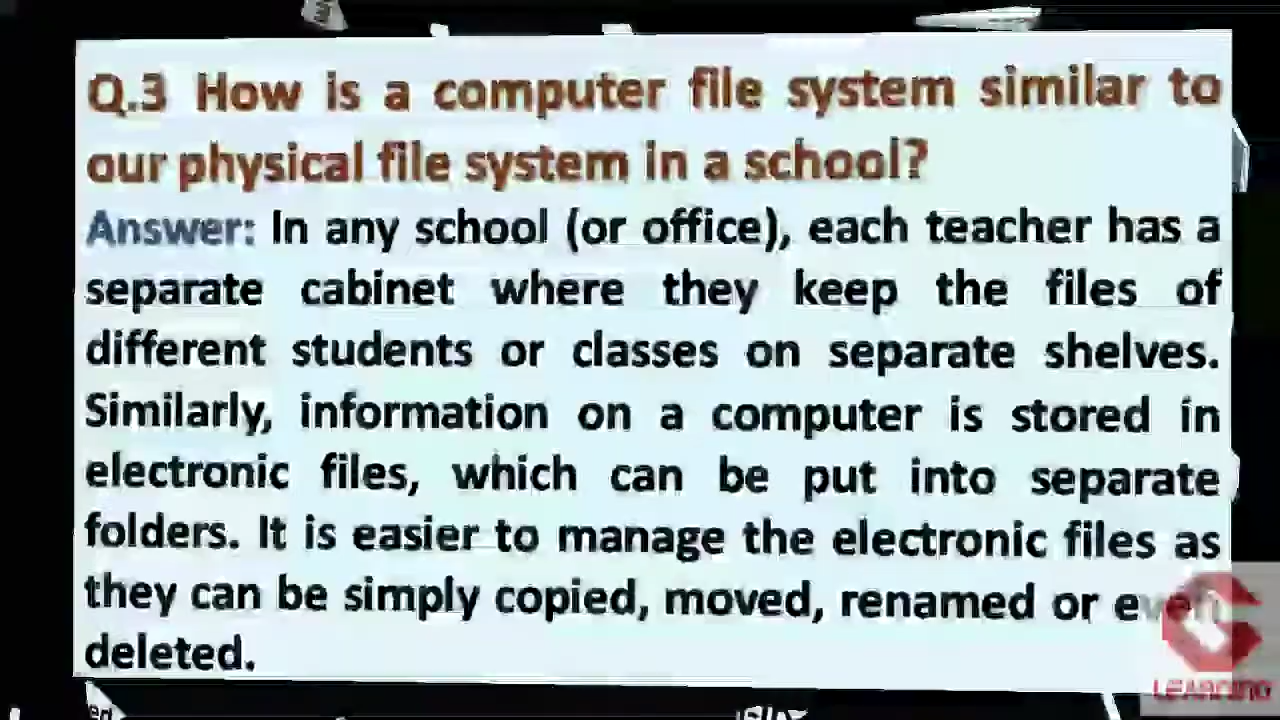 Q.3 How is a computer file system similar to
our physical file system in a school?
Answer: In any school (or office), each teacher has a
separate cabinet where they keep the files of
different students or classes on separate shelves.
Similarly, information on a computer is stored in
electronic files, which can be put into separate
folders. It is easier to manage the electronic files as
they can be simply copied, moved, renamed or even
deleted.
LEARNING
ed